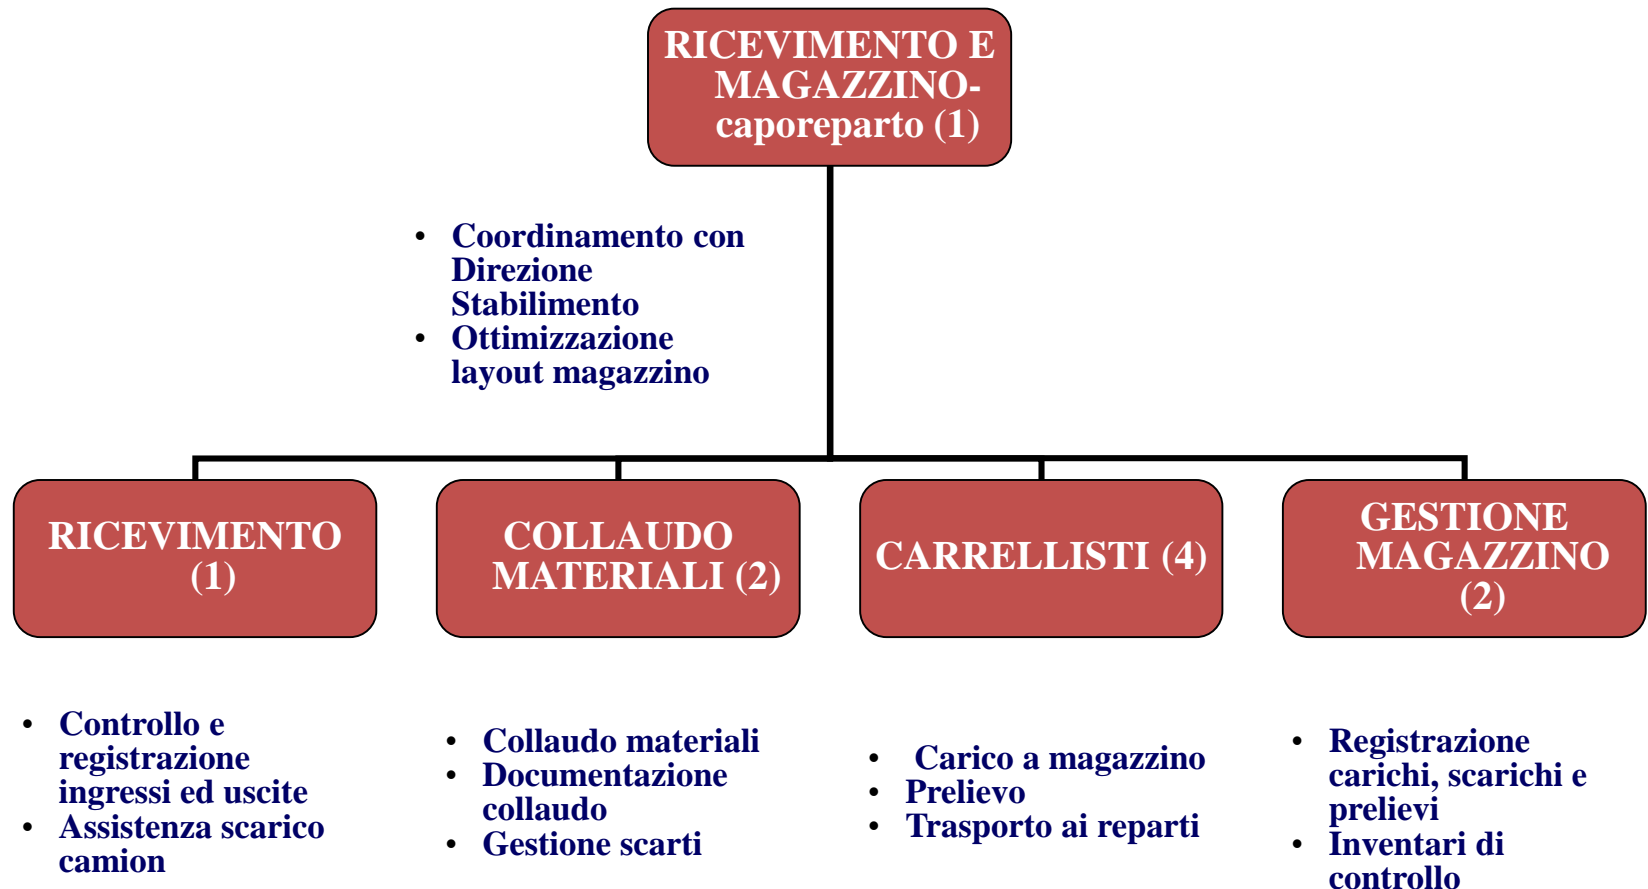 RICEVIMENTO E
MAGAZZINO-
caporeparto (1)
• Coordinamento con
Direzione
Stabilimento
• Ottimizzazione
layout magazzino
RICEVIMENTO
(1)
COLLAUDO
MATERIALI (2)
CARRELLISTI (4)
GESTIONE
MAGAZZINO
(2)
• Controllo e
registrazione
ingressi ed uscite
• Assistenza scarico
camion
• Collaudo materiali
• Documentazione
collaudo
• Gestione scarti
• Carico a magazzino
• Prelievo
• Trasporto ai reparti
• Registrazione
carichi, scarichi e
prelievi
• Inventari di
controllo